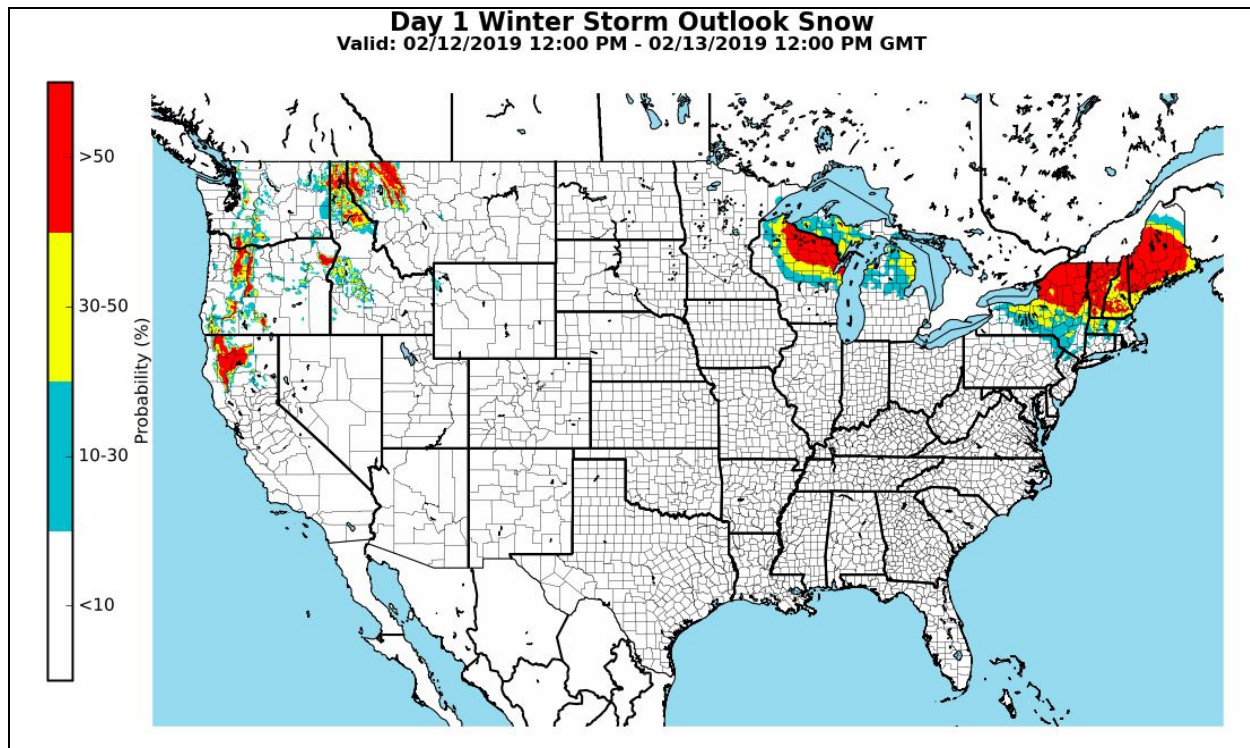 Day 1 Winter Storm Outlook Snow
Valid: 02/12/2019 12:00 PM - 02/13/2019 12:00 PM GMT
>50
30-50
Probability (%)
10-30
<10